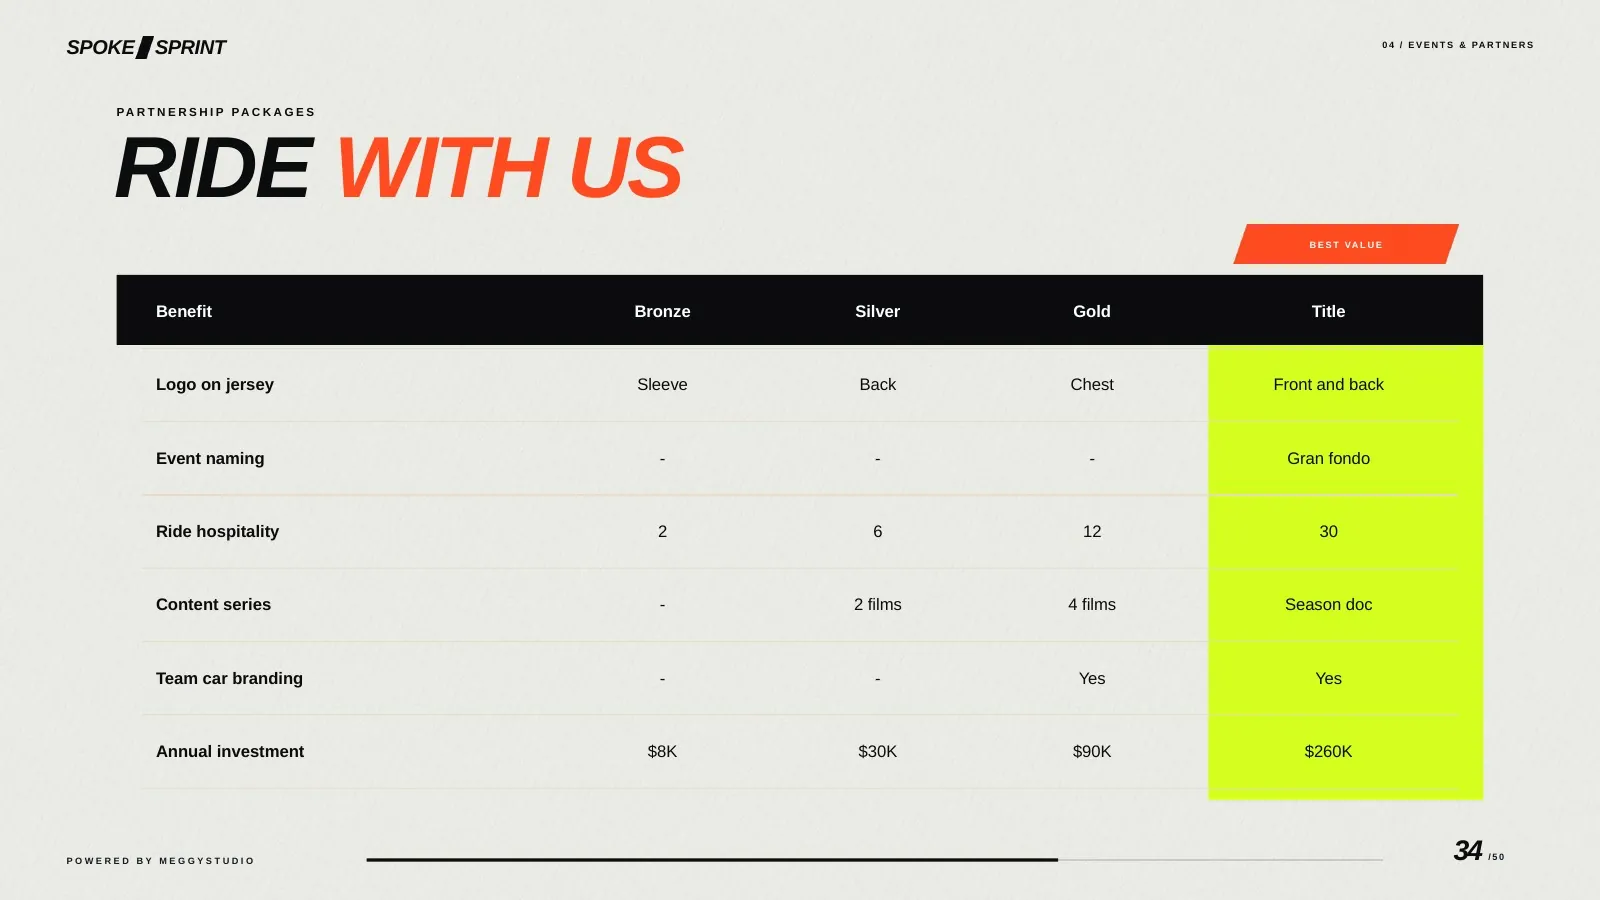 SPOKE SPRINT
04 / EVENTS & PARTNERS
PARTNERSHIP PACKAGES
RIDE WITH US
BEST VALUE
Benefit Bronze Silver Gold Title
Logo on jersey Sleeve Back Chest Front and back
Event naming - - - Gran fondo
Ride hospitality 2 6 12 30
Content series - 2 films 4 films Season doc
Team car branding - - Yes Yes
Annual investment $8K $30K $90K $260K
POWERED BY MEGGYSTUDIO
34 /50